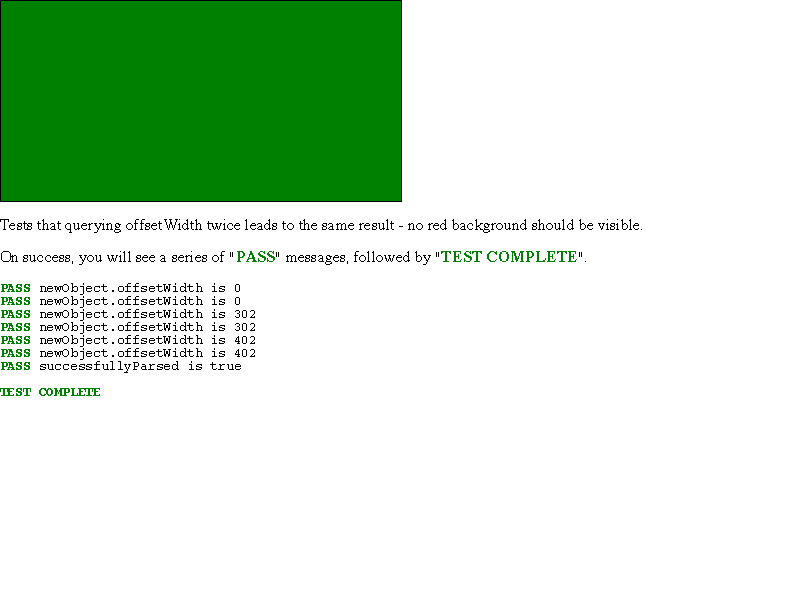 Tests that querying offsetWidth twice leads to the same result - no red background should be visible.
On success, you will see a series of "PASS" messages, followed by "TEST COMPLETE".
PASS newObject.offsetWidth is 0
PASS newObject.offsetWidth is 0
PASS newObject.offsetWidth is 302
PASS newObject.offsetWidth is 302
PASS newObject.offsetWidth is 402
PASS newObject.offsetWidth is 402
PASS successfullyParsed is true
TEST COMPLETE